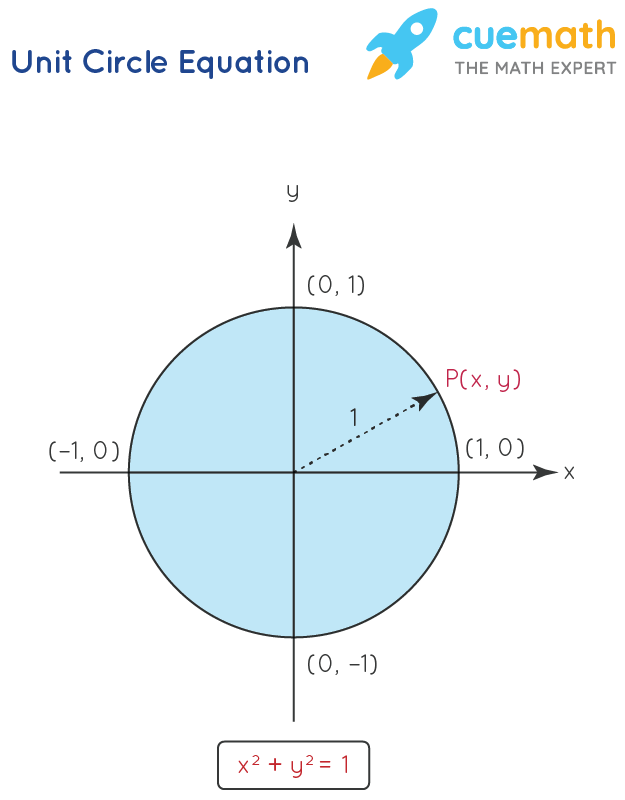 Unit Circle Equation
cuemath
THE MATH EXPERT
y
(0, 1)
P(x, y)
1
(–1, 0)
(1, 0)
x
(0, –1)
x² + y² = 1